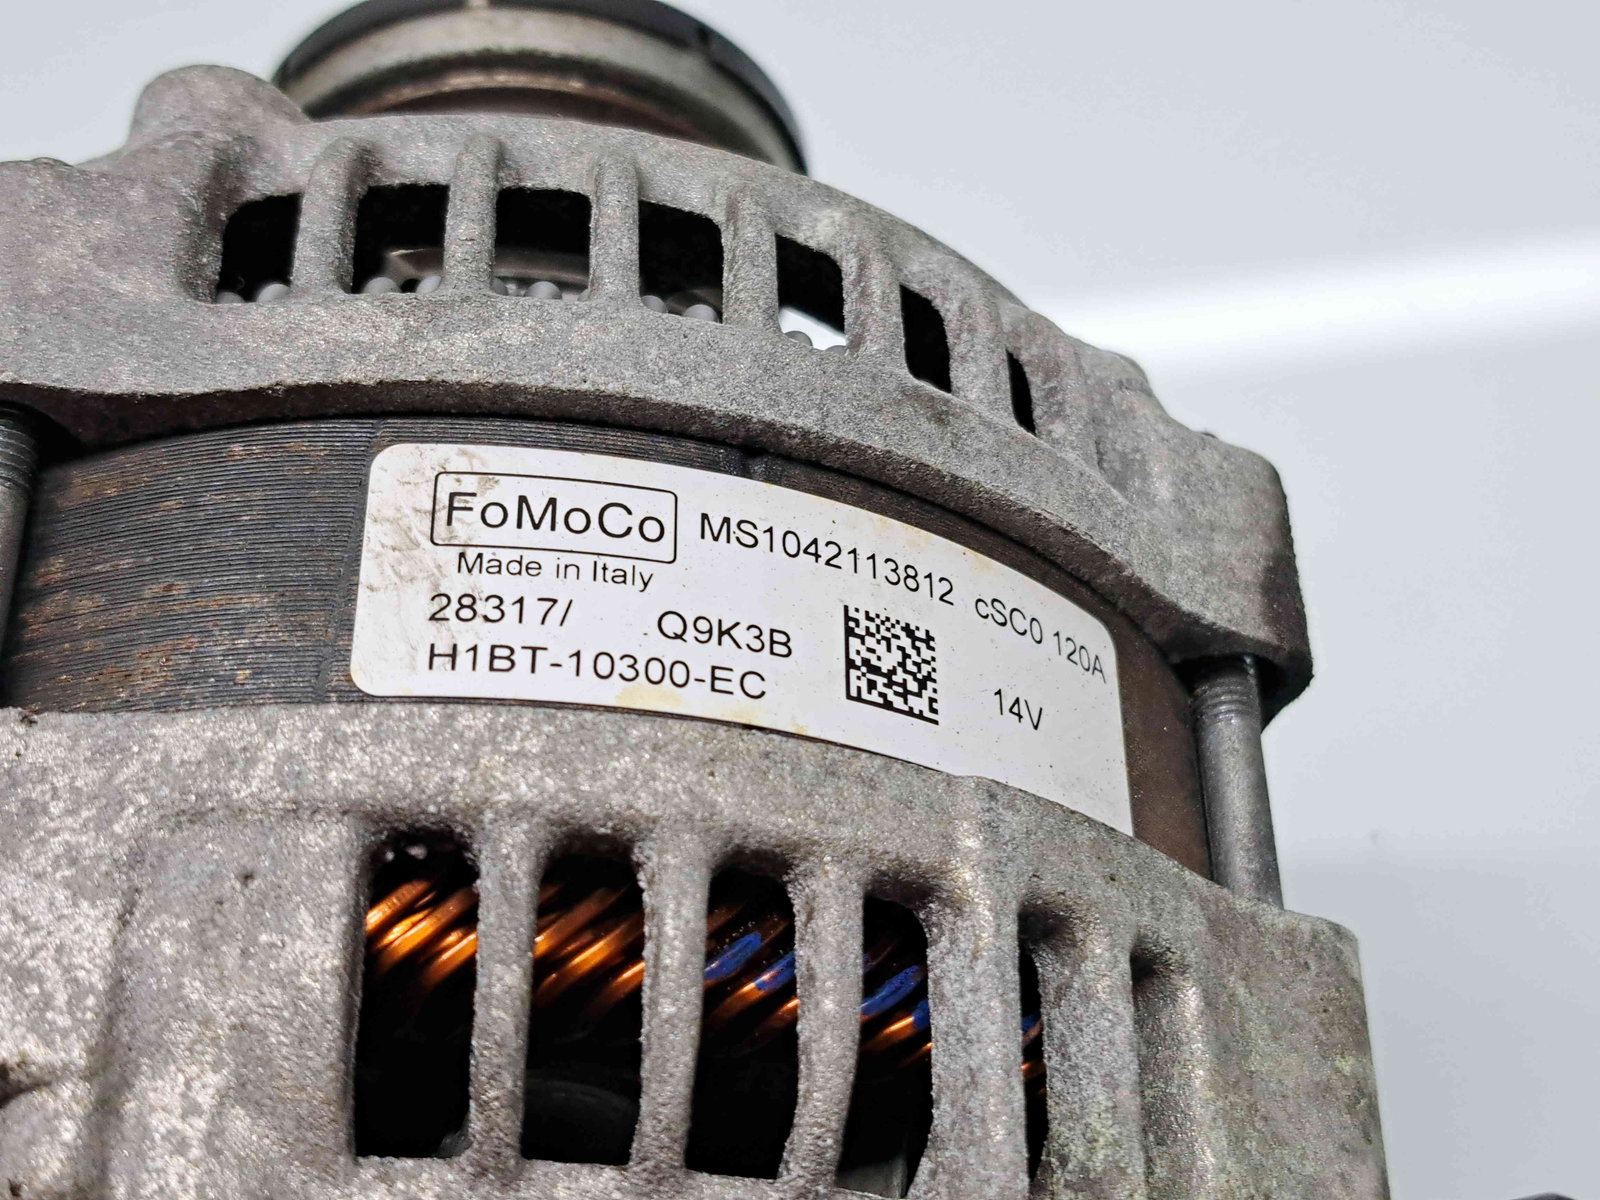 FoMoCo MS1042113812 cSC0 120A
Made in Italy
28317/ Q9K3B
H1BT-10300-EC 14V